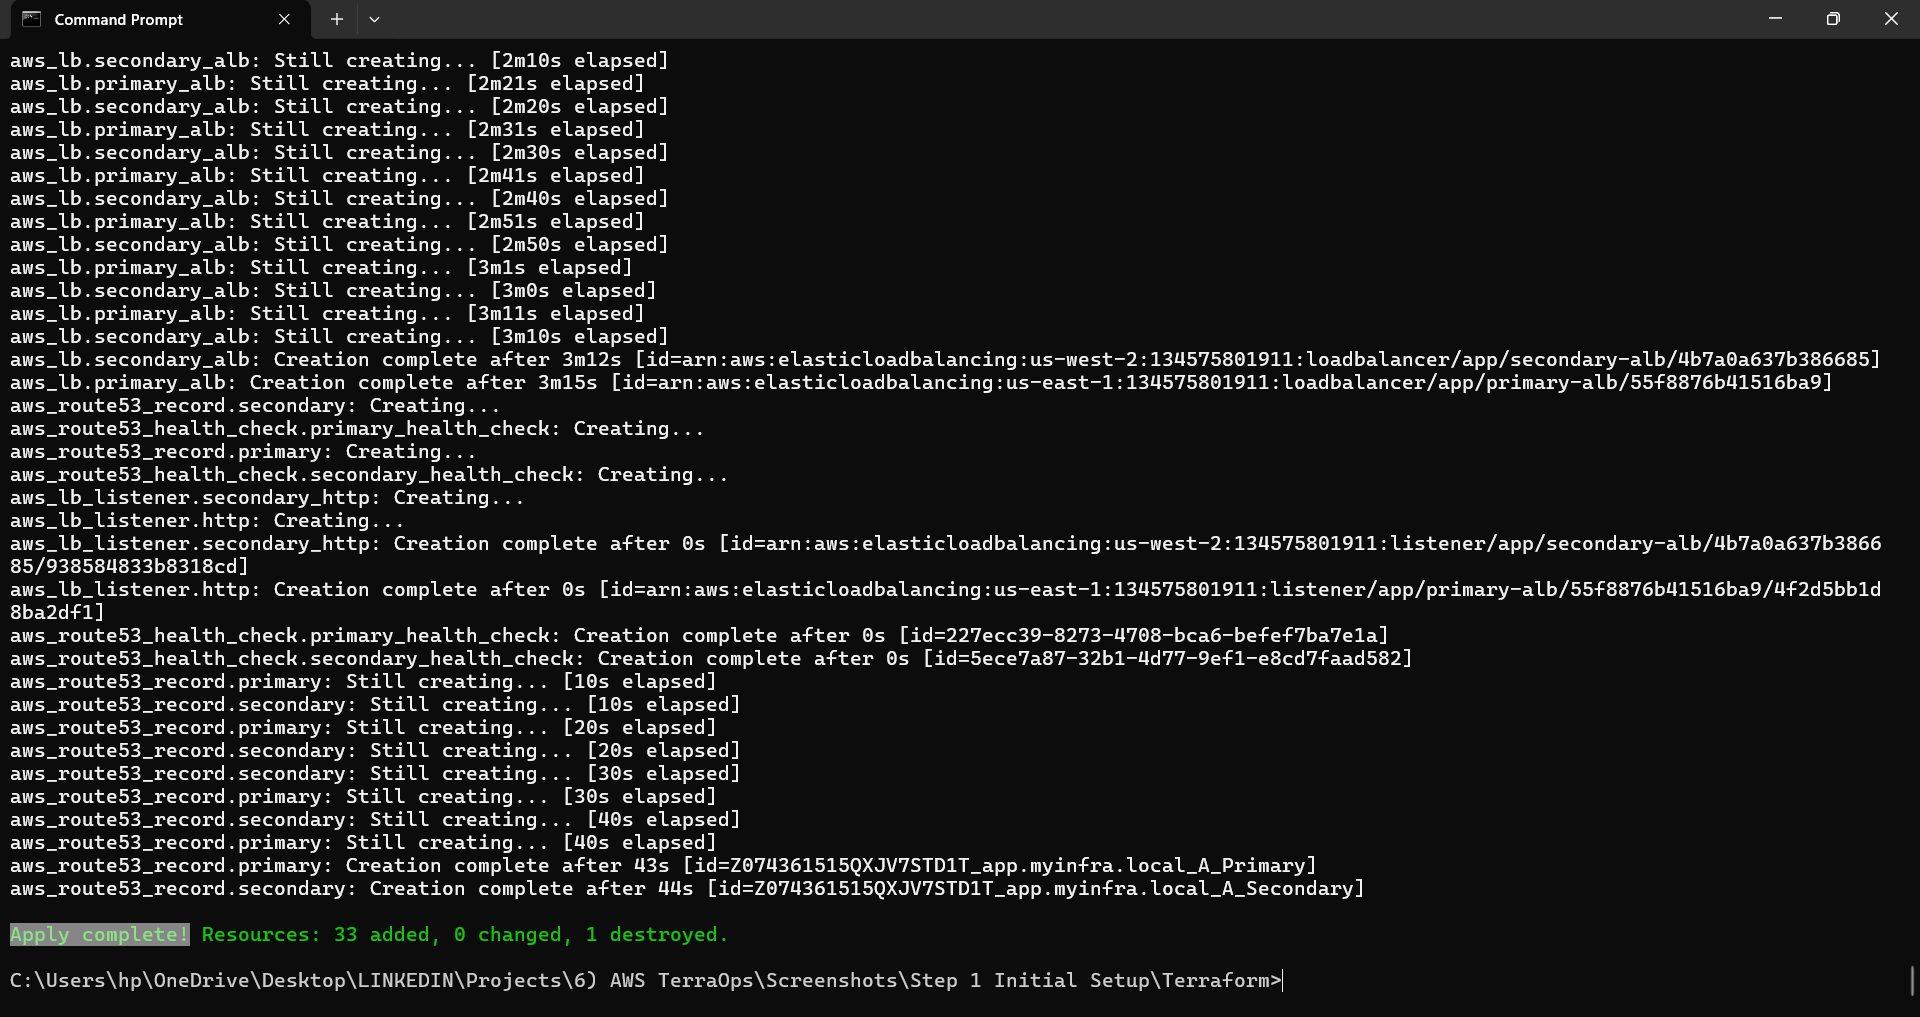 Command Prompt
aws_lb.secondary_alb: Still creating... [2m10s elapsed]
aws_lb.primary_alb: Still creating... [2m21s elapsed]
aws_lb.secondary_alb: Still creating... [2m20s elapsed]
aws_lb.primary_alb: Still creating... [2m31s elapsed]
aws_lb.secondary_alb: Still creating... [2m30s elapsed]
aws_lb.primary_alb: Still creating... [2m41s elapsed]
aws_lb.secondary_alb: Still creating... [2m40s elapsed]
aws_lb.primary_alb: Still creating... [2m51s elapsed]
aws_lb.secondary_alb: Still creating... [2m50s elapsed]
aws_lb.primary_alb: Still creating... [3m1s elapsed]
aws_lb.secondary_alb: Still creating... [3m0s elapsed]
aws_lb.primary_alb: Still creating... [3m11s elapsed]
aws_lb.secondary_alb: Still creating... [3m10s elapsed]
aws_lb.secondary_alb: Creation complete after 3m12s [id=arn:aws:elasticloadbalancing:us-west-2:134575801911:loadbalancer/app/secondary-alb/4b7a0a637b386685]
aws_lb.primary_alb: Creation complete after 3m15s [id=arn:aws:elasticloadbalancing:us-east-1:134575801911:loadbalancer/app/primary-alb/55f8876b41516ba9]
aws_route53_record.secondary: Creating...
aws_route53_health_check.primary_health_check: Creating...
aws_route53_record.primary: Creating...
aws_route53_health_check.secondary_health_check: Creating...
aws_lb_listener.secondary_http: Creating...
aws_lb_listener.http: Creating...
aws_lb_listener.secondary_http: Creation complete after 0s [id=arn:aws:elasticloadbalancing:us-west-2:134575801911:listener/app/secondary-alb/4b7a0a637b3866
85/938584833b8318cd]
aws_lb_listener.http: Creation complete after 0s [id=arn:aws:elasticloadbalancing:us-east-1:134575801911:listener/app/primary-alb/55f8876b41516ba9/4f2d5bb1d
8ba2df1]
aws_route53_health_check.primary_health_check: Creation complete after 0s [id=227ecc39-8273-4708-bca6-befef7ba7e1a]
aws_route53_health_check.secondary_health_check: Creation complete after 0s [id=5ece7a87-32b1-4d77-9ef1-e8cd7faad582]
aws_route53_record.primary: Still creating... [10s elapsed]
aws_route53_record.secondary: Still creating... [10s elapsed]
aws_route53_record.primary: Still creating... [20s elapsed]
aws_route53_record.secondary: Still creating... [20s elapsed]
aws_route53_record.secondary: Still creating... [30s elapsed]
aws_route53_record.primary: Still creating... [30s elapsed]
aws_route53_record.secondary: Still creating... [40s elapsed]
aws_route53_record.primary: Still creating... [40s elapsed]
aws_route53_record.primary: Creation complete after 43s [id=Z074361515QXJV7STD1T_app.myinfra.local_A_Primary]
aws_route53_record.secondary: Creation complete after 44s [id=Z074361515QXJV7STD1T_app.myinfra.local_A_Secondary]
Apply complete! Resources: 33 added, 0 changed, 1 destroyed.
C:\Users\hp\OneDrive\Desktop\LINKEDIN\Projects\6) AWS TerraOps\Screenshots\Step 1 Initial Setup\Terraform>